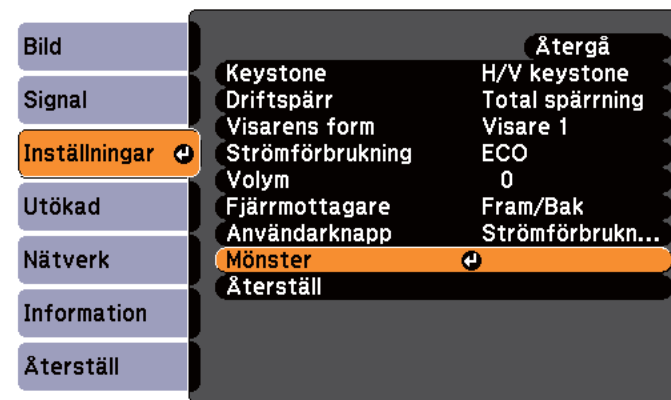 Bild
Signal
Inställningar
Utökad
Nätverk
Information
Återställ
Återgå
Keystone H/V keystone
Driftspärr Total spärrning
Visarens form Visare 1
Strömförbrukning ECO
Volym 0
Fjärrmottagare Fram/Bak
Användarknapp Strömförbrukn...
Mönster
Återställ